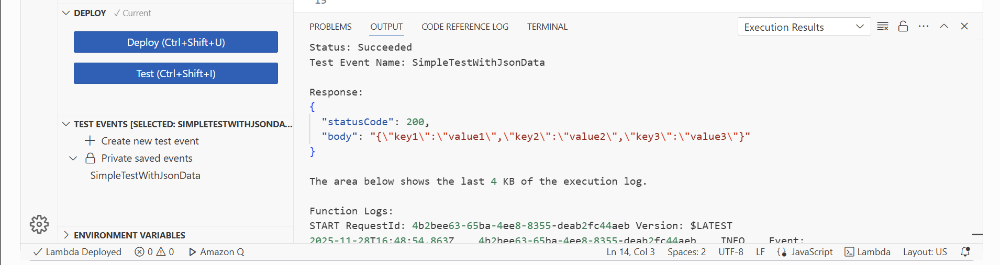 DEPLOY ✓ Current
Deploy (Ctrl+Shift+U)
Test (Ctrl+Shift+I)
TEST EVENTS [SELECTED: SIMPLETESTWITHJSONDA...
Create new test event
Private saved events
SimpleTestWithJsonData
ENVIRONMENT VARIABLES
15
PROBLEMS OUTPUT CODE REFERENCE LOG TERMINAL Execution Results
Status: Succeeded
Test Event Name: SimpleTestWithJsonData
Response:
{
"statusCode": 200,
"body": "{\"key1\":\"value1\",\"key2\":\"value2\",\"key3\":\"value3\"}"
}
The area below shows the last 4 KB of the execution log.
Function Logs:
START RequestId: 4b2bee63-65ba-4ee8-8355-deab2fc44aeb Version: $LATEST
2025-11-28T16:48:54.863Z 4b2bee63-65ba-4ee8-8355-deab2fc44aeb INFO Event:
Lambda Deployed 0 0 Amazon Q Ln 14, Col 3 Spaces: 2 UTF-8 LF JavaScript Lambda Layout: US